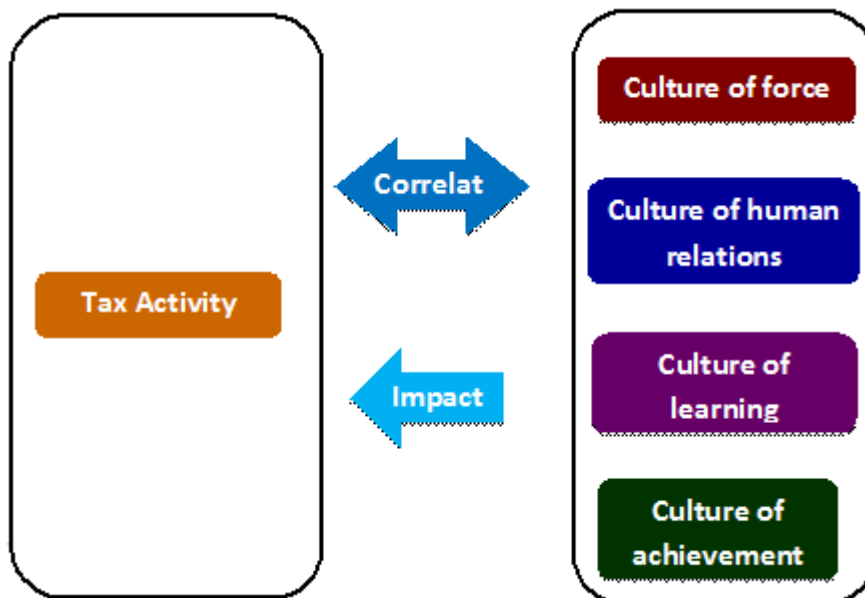 Tax Activity
Correlat
Impact
Culture of force
Culture of human
relations
Culture of
learning
Culture of
achievement